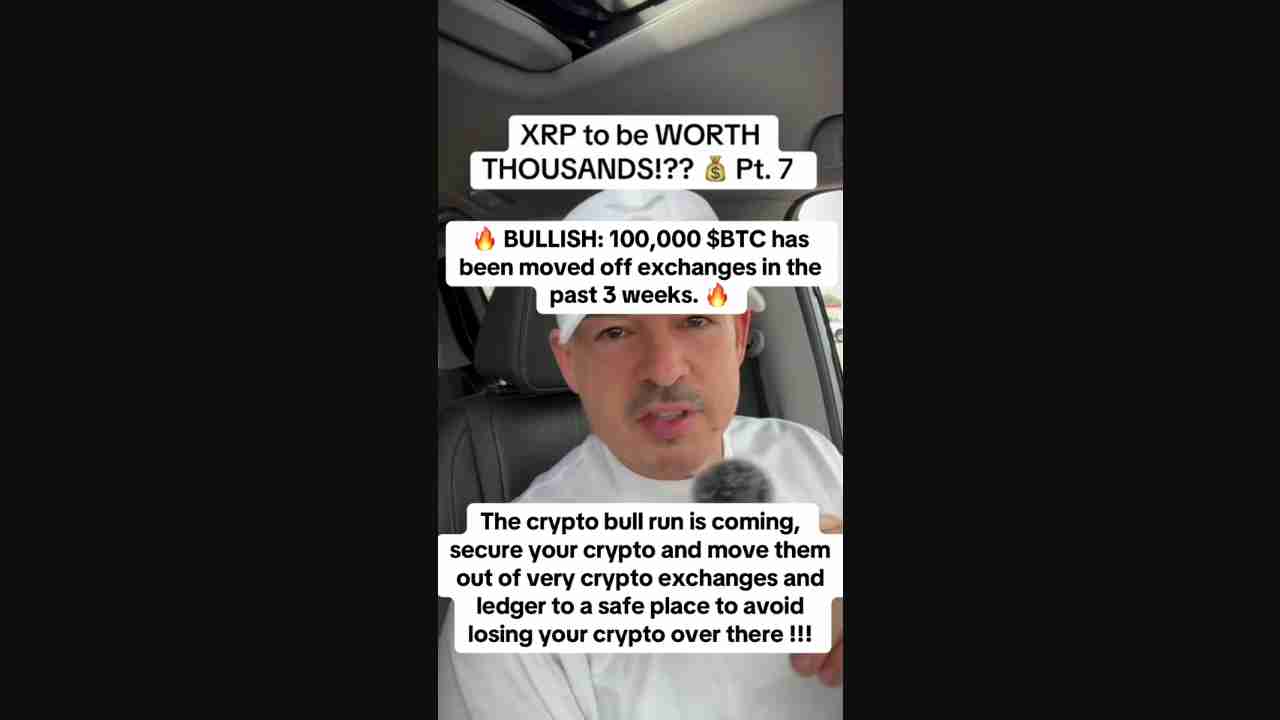 XRP to be WORTH
THOUSANDS!?? 💰 Pt. 7
🔥 BULLISH: 100,000 $BTC has
been moved off exchanges in the
past 3 weeks. 🔥
The crypto bull run is coming,
secure your crypto and move them
out of very crypto exchanges and
ledger to a safe place to avoid
losing your crypto over there !!!